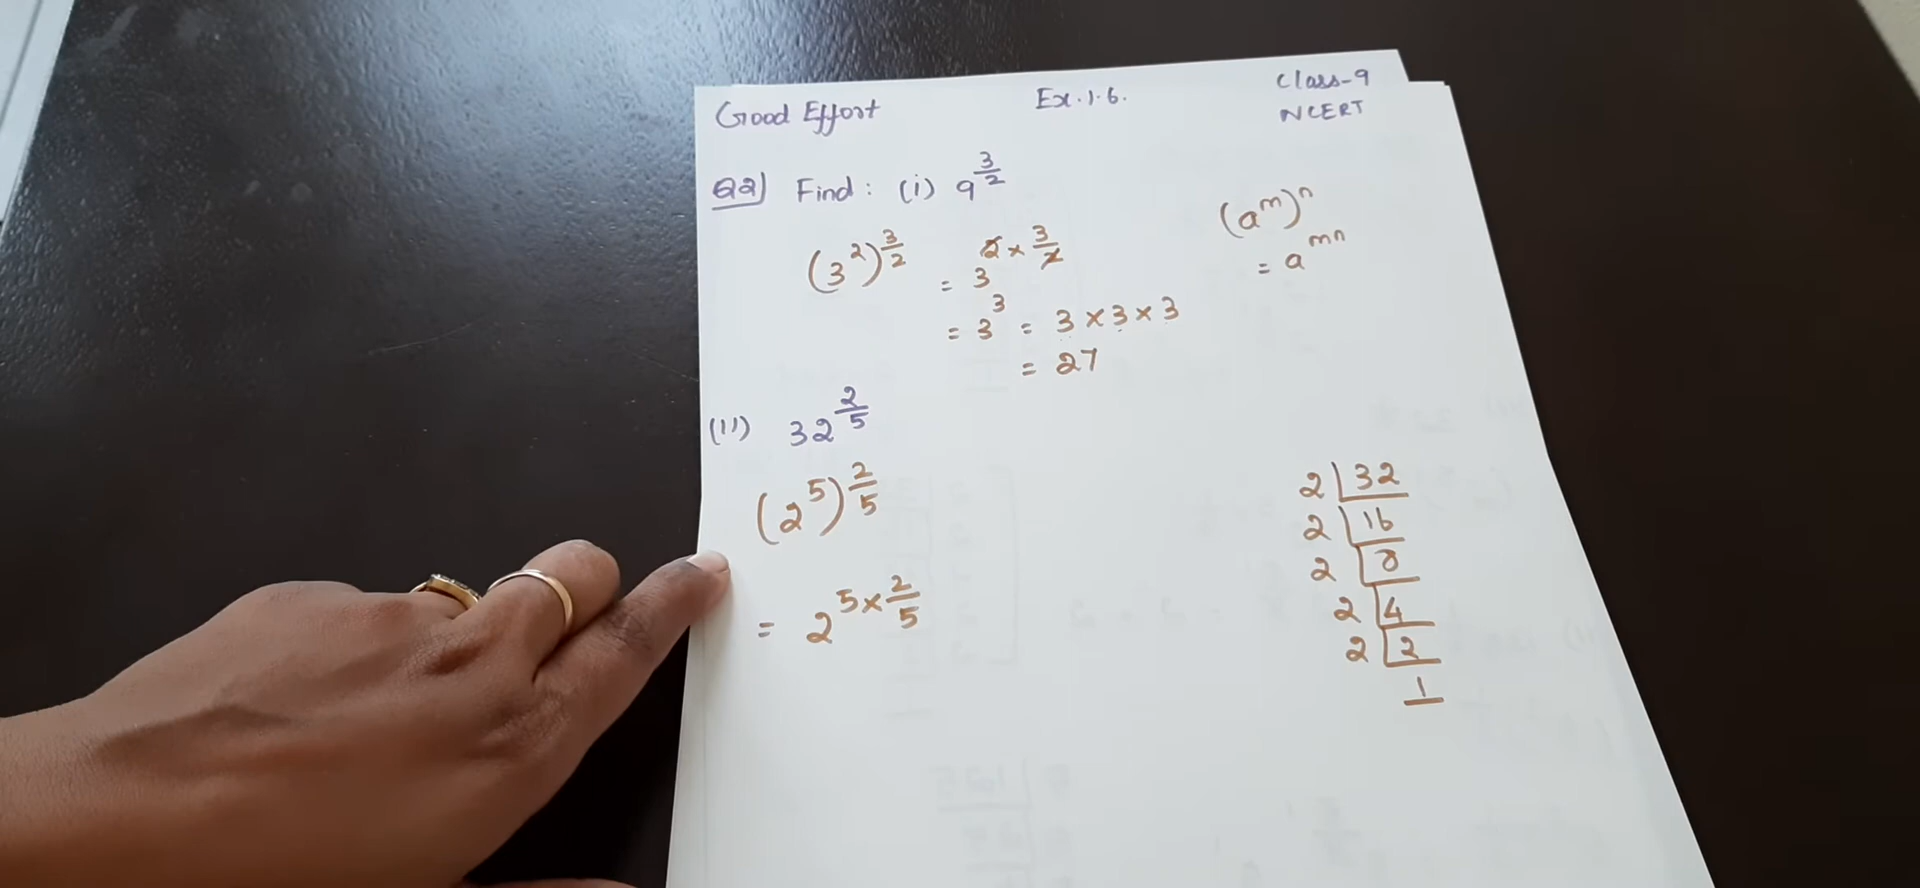 Good Effort Ex.1.6. Class-9
NCERT
Q2) Find: (i) 9^(3/2)
(3^2)^(3/2) = 3^(2 × 3/2) (a^m)^n
= 3^3 = 3 × 3 × 3 = a^(mn)
= 27
(ii) 32^(2/5)
(2^5)^(2/5)
= 2^(5 × 2/5)
2 | 32
2 | 16
2 | 8
2 | 4
2 | 2
1